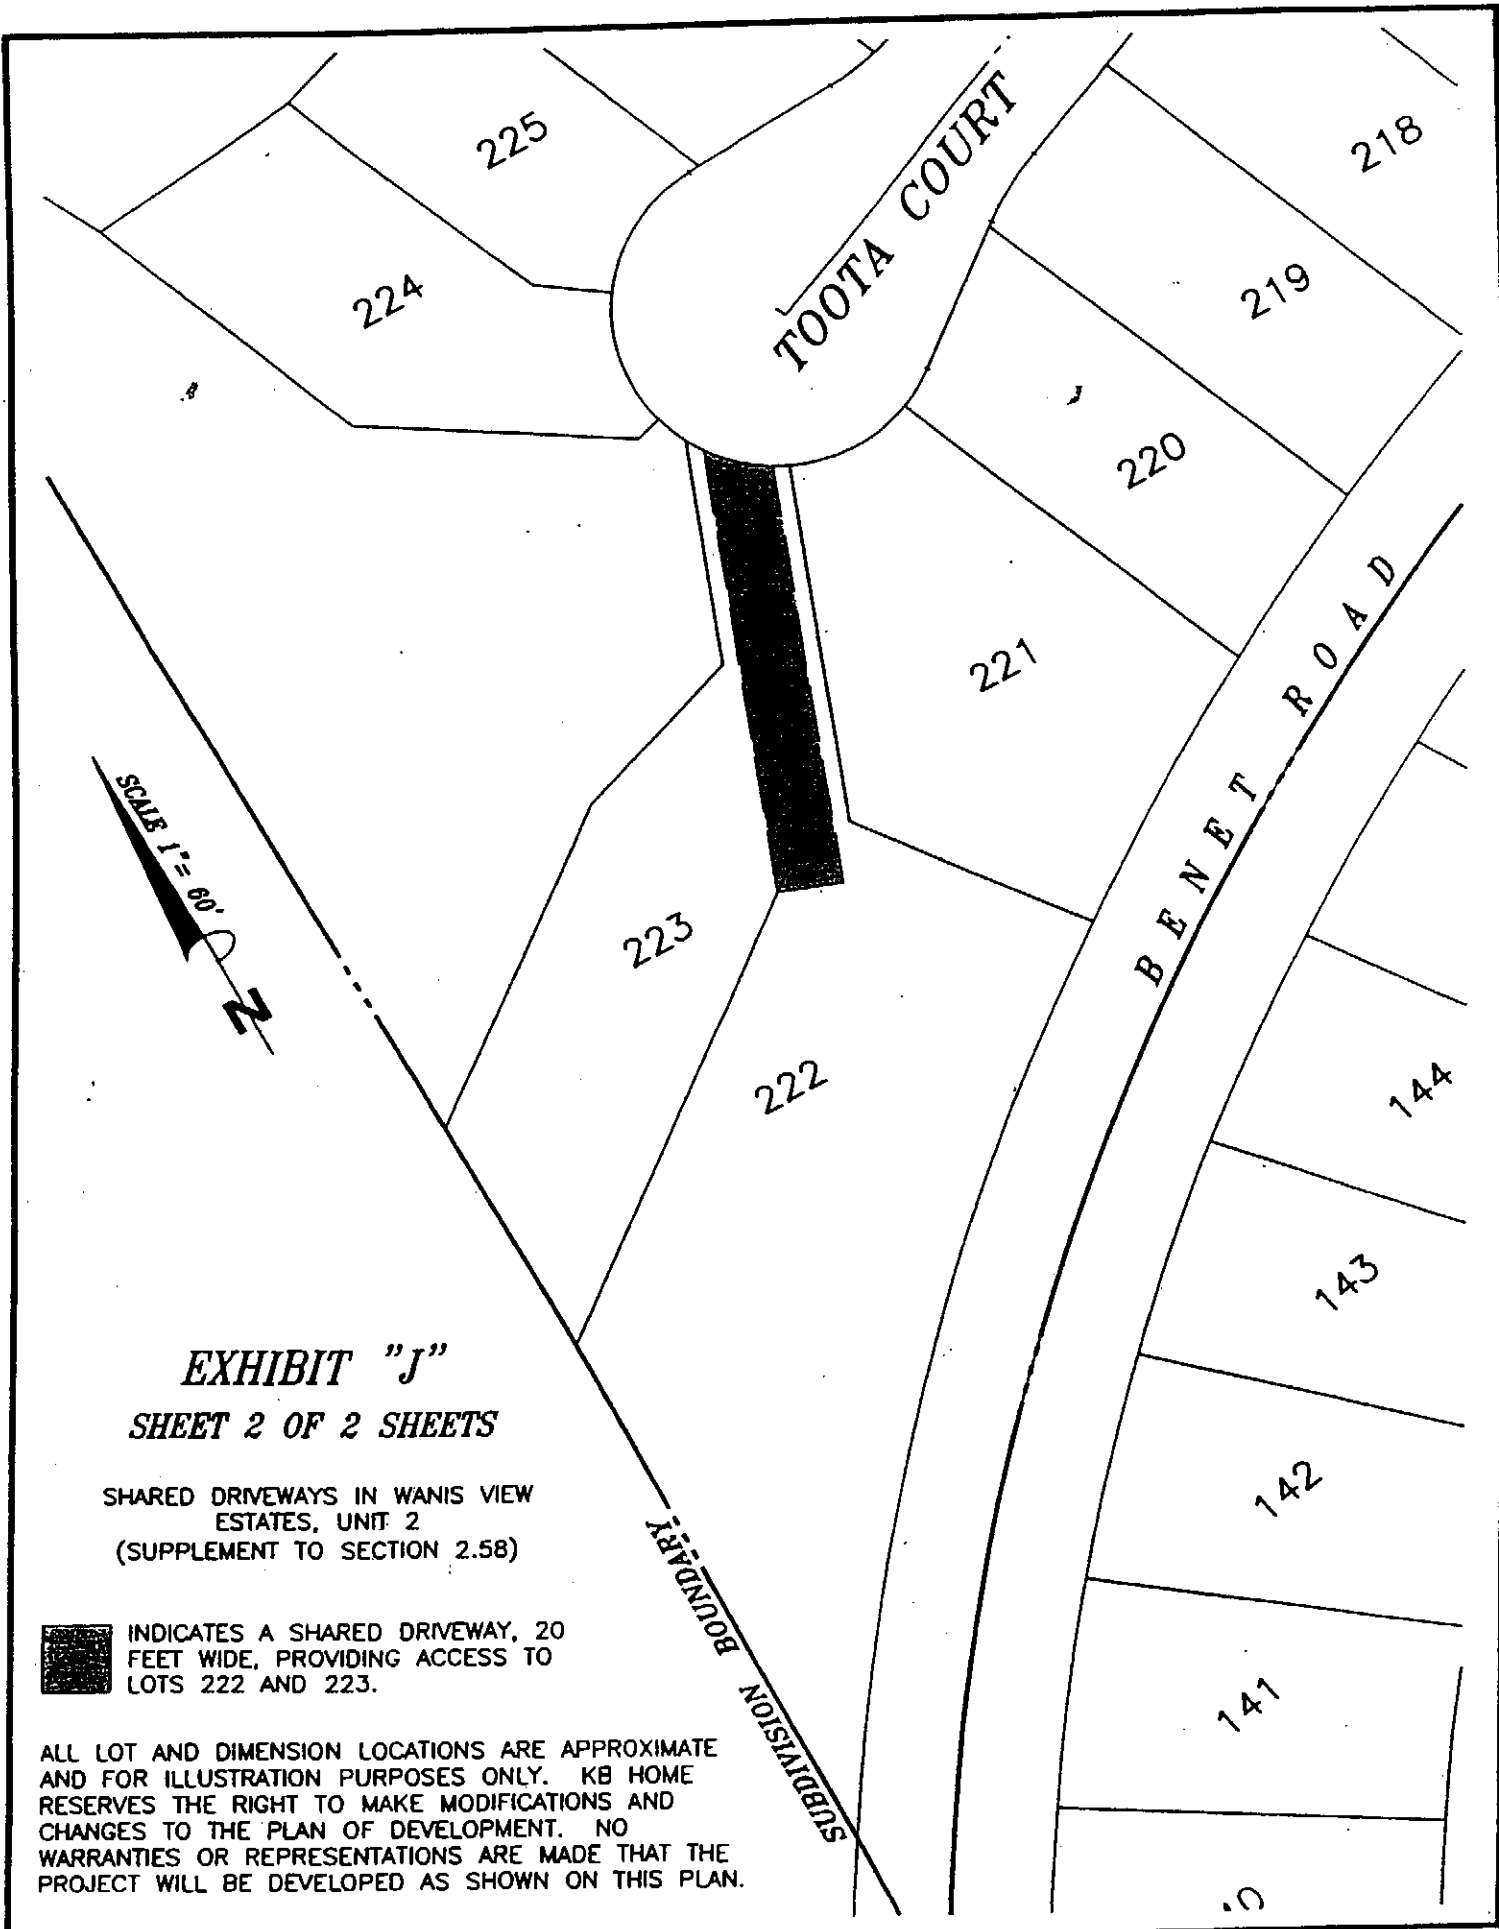 225
218
TOOTA COURT
224
219
220
221
BENET ROAD
SCALE 1"= 60'
N
223
222
144
143
142
141
EXHIBIT "J"
SHEET 2 OF 2 SHEETS
SHARED DRIVEWAYS IN WANIS VIEW
ESTATES, UNIT 2
(SUPPLEMENT TO SECTION 2.58)
SUBDIVISION BOUNDARY
INDICATES A SHARED DRIVEWAY, 20
FEET WIDE, PROVIDING ACCESS TO
LOTS 222 AND 223.
ALL LOT AND DIMENSION LOCATIONS ARE APPROXIMATE
AND FOR ILLUSTRATION PURPOSES ONLY. KB HOME
RESERVES THE RIGHT TO MAKE MODIFICATIONS AND
CHANGES TO THE PLAN OF DEVELOPMENT. NO
WARRANTIES OR REPRESENTATIONS ARE MADE THAT THE
PROJECT WILL BE DEVELOPED AS SHOWN ON THIS PLAN.